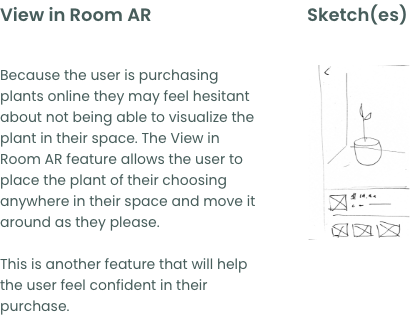 View in Room AR
Sketch(es)
Because the user is purchasing
plants online they may feel hesitant
about not being able to visualize the
plant in their space. The View in
Room AR feature allows the user to
place the plant of their choosing
anywhere in their space and move it
around as they please.
This is another feature that will help
the user feel confident in their
purchase.